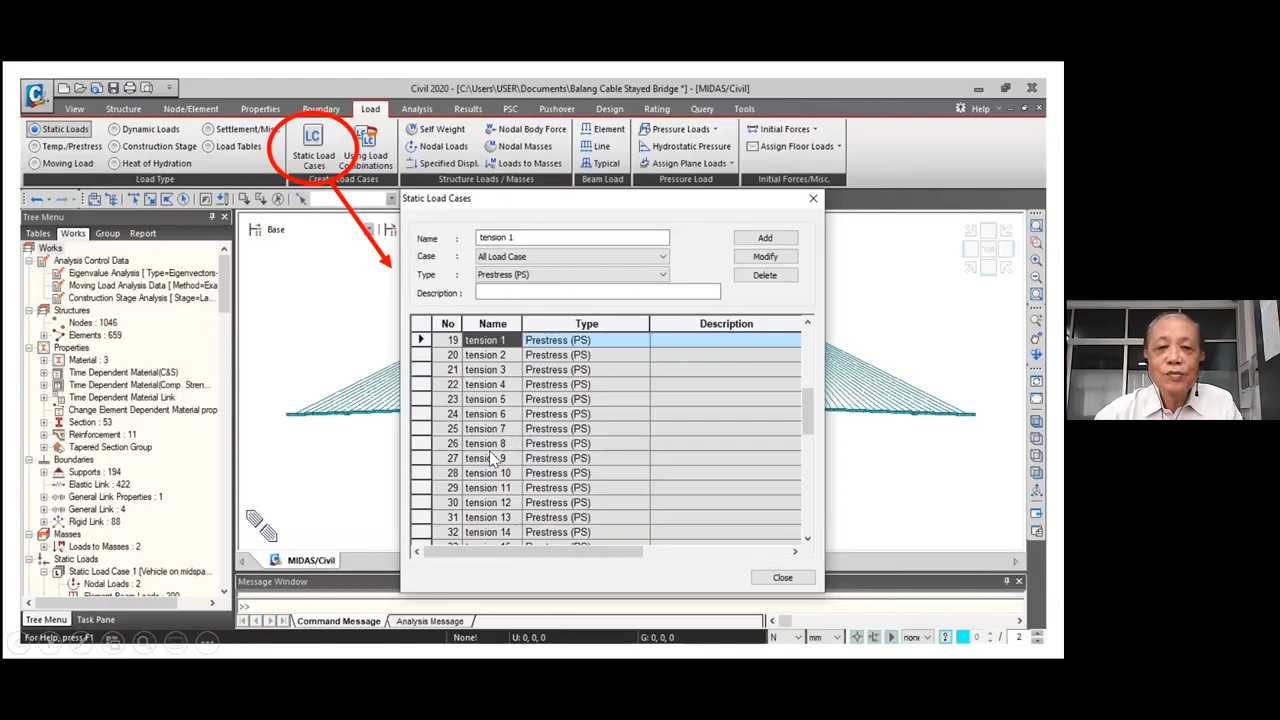 Civil 2020 - [C:\Users\USER\Documents\Balang Cable Stayed Bridge *] - [MIDAS/Civil]
View Structure Node/Element Properties Boundary Load Analysis Results PSC Pushover Design Rating Query Tools Help
Static Loads Dynamic Loads Settlement/Misc.
Temp./Prestress Construction Stage Load Tables
Moving Load Heat of Hydration
Load Type
LC
Static Load
Cases
Using Load
Combinations
Create Load Cases
Self Weight Nodal Body Force
Nodal Loads Nodal Masses
Specified Displ. Loads to Masses
Structure Loads / Masses
Element
Line
Typical
Beam Load
Pressure Loads
Hydrostatic Pressure
Assign Plane Loads
Pressure Load
Initial Forces
Assign Floor Loads
Initial Forces/Misc.
Tree Menu
Tables Works Group Report
Works
Analysis Control Data
Eigenvalue Analysis [ Type=Eigenvectors-
Moving Load Analysis Data [ Method=Exa
Construction Stage Analysis [ Stage=La
Structures
Nodes : 1046
Elements : 659
Properties
Material : 3
Time Dependent Material(C&S)
Time Dependent Material(Comp. Stren
Time Dependent Material Link
Change Element Dependent Material prop
Section : 53
Reinforcement : 11
Tapered Section Group
Boundaries
Supports : 194
Elastic Link : 422
General Link Properties : 1
General Link : 4
Rigid Link : 88
Masses
Loads to Masses : 2
Static Loads
Static Load Case 1 [Vehicle on midspa
Nodal Loads : 2
Element Beam Loads : 200
Tree Menu Task Pane
Base
TOP
Static Load Cases
Name : tension 1 Add
Case : All Load Case Modify
Type : Prestress (PS) Delete
Description :
No Name Type Description
19 tension 1 Prestress (PS)
20 tension 2 Prestress (PS)
21 tension 3 Prestress (PS)
22 tension 4 Prestress (PS)
23 tension 5 Prestress (PS)
24 tension 6 Prestress (PS)
25 tension 7 Prestress (PS)
26 tension 8 Prestress (PS)
27 tension 9 Prestress (PS)
28 tension 10 Prestress (PS)
29 tension 11 Prestress (PS)
30 tension 12 Prestress (PS)
31 tension 13 Prestress (PS)
32 tension 14 Prestress (PS)
Close
MIDAS/Civil
Message Window
>>
Command Message Analysis Message
For Help, press F1 None! U: 0, 0, 0 G: 0, 0, 0 N mm none ? 0 / 2